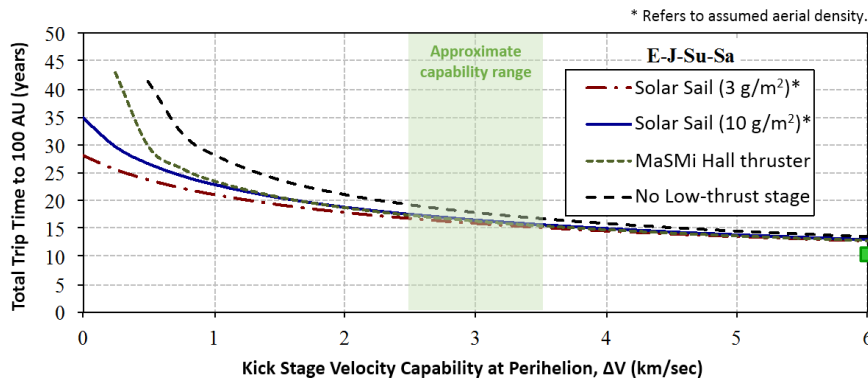 * Refers to assumed aerial density.
Total Trip Time to 100 AU (years)
50
45
40
35
30
25
20
15
10
5
0
Approximate
capability range
E-J-Su-Sa
Solar Sail (3 g/m²)*
Solar Sail (10 g/m²)*
MaSMi Hall thruster
No Low-thrust stage
0 1 2 3 4 5 6
Kick Stage Velocity Capability at Perihelion, ΔV (km/sec)